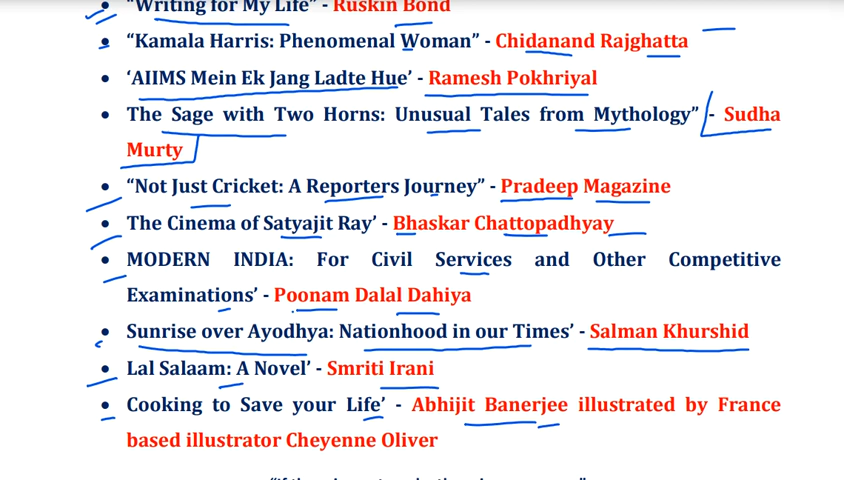 • "Writing for My Life" - Ruskin Bond
• “Kamala Harris: Phenomenal Woman” - Chidanand Rajghatta
• ‘AIIMS Mein Ek Jang Ladte Hue’ - Ramesh Pokhriyal
• The Sage with Two Horns: Unusual Tales from Mythology” - Sudha
Murty
• “Not Just Cricket: A Reporters Journey” - Pradeep Magazine
• The Cinema of Satyajit Ray’ - Bhaskar Chattopadhyay
• MODERN INDIA: For Civil Services and Other Competitive
Examinations’ - Poonam Dalal Dahiya
• Sunrise over Ayodhya: Nationhood in our Times’ - Salman Khurshid
• Lal Salaam: A Novel’ - Smriti Irani
• Cooking to Save your Life’ - Abhijit Banerjee illustrated by France
based illustrator Cheyenne Oliver